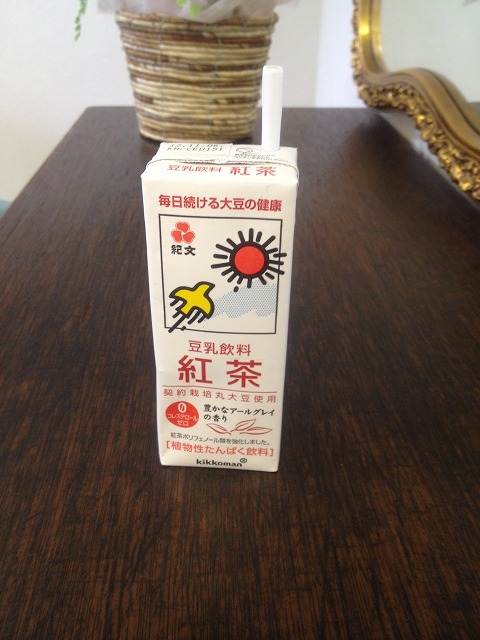 豆乳飲料 紅茶
毎日続ける大豆の健康
紀文
豆乳飲料
紅茶
契約栽培丸大豆使用
0
コレステロール
ゼロ
豊かなアールグレイ
の香り
紅茶ポリフェノール類を強化しました。
[植物性たんぱく飲料]
kikkoman®